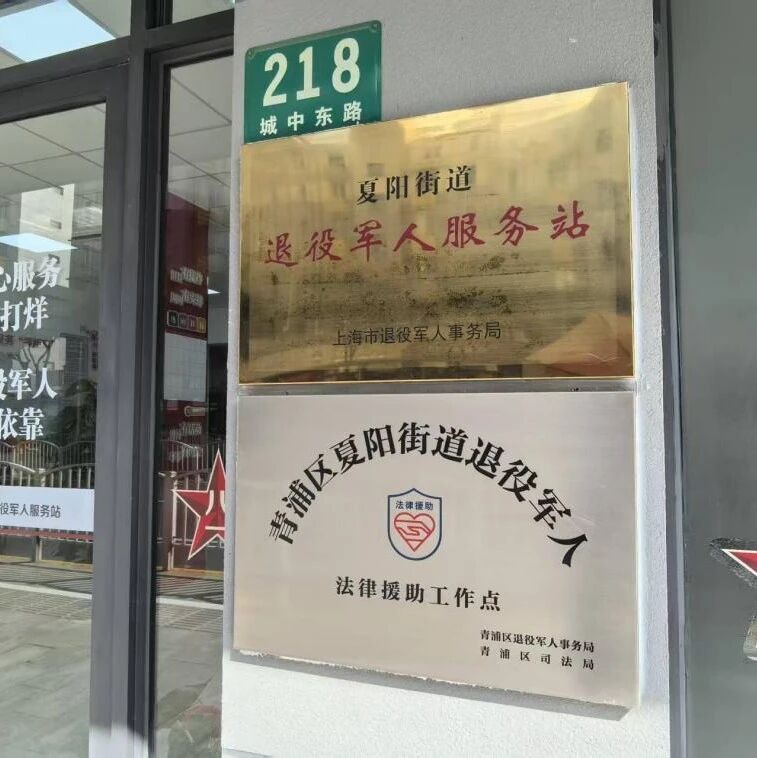 218
城中东路
夏阳街道
退役军人服务站
上海市退役军人事务局
青浦区夏阳街道退役军人
法律援助
法律援助工作点
青浦区退役军人事务局
青浦区司法局
心服务
打烊
役军人
依靠
役军人服务站